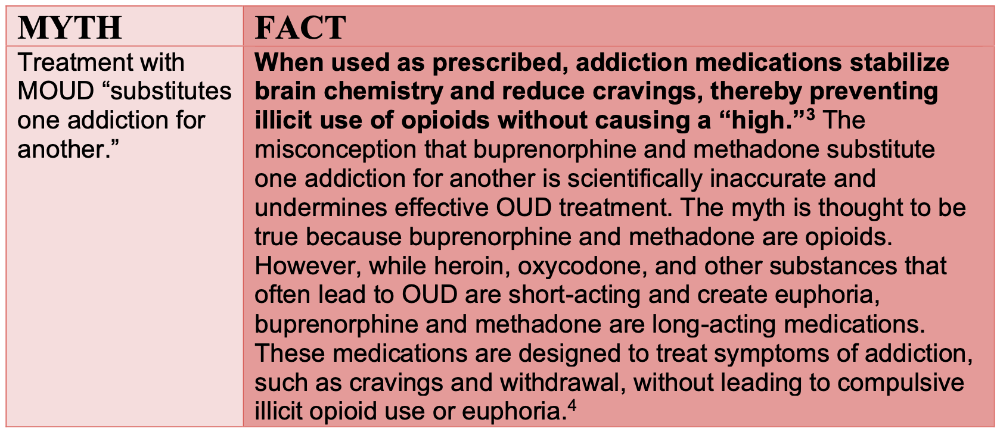 MYTH
FACT
Treatment with
MOUD “substitutes
one addiction for
another.”
When used as prescribed, addiction medications stabilize
brain chemistry and reduce cravings, thereby preventing
illicit use of opioids without causing a “high.”³ The
misconception that buprenorphine and methadone substitute
one addiction for another is scientifically inaccurate and
undermines effective OUD treatment. The myth is thought to be
true because buprenorphine and methadone are opioids.
However, while heroin, oxycodone, and other substances that
often lead to OUD are short-acting and create euphoria,
buprenorphine and methadone are long-acting medications.
These medications are designed to treat symptoms of addiction,
such as cravings and withdrawal, without leading to compulsive
illicit opioid use or euphoria.⁴